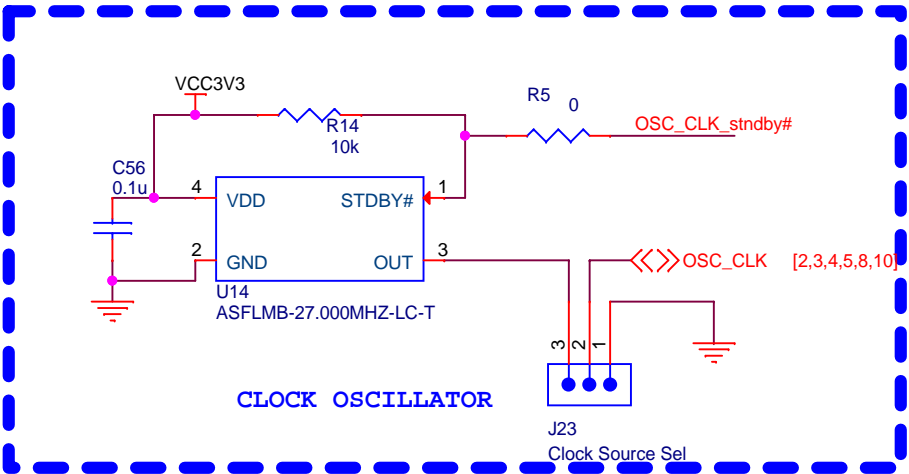 VCC3V3
R5
0
R14
10k
OSC_CLK_stndby#
C56
0.1u
4
VDD
STDBY#
1
2
GND
OUT
3
U14
ASFLMB-27.000MHZ-LC-T
OSC_CLK [2,3,4,5,8,10]
3
2
1
CLOCK OSCILLATOR
J23
Clock Source Sel